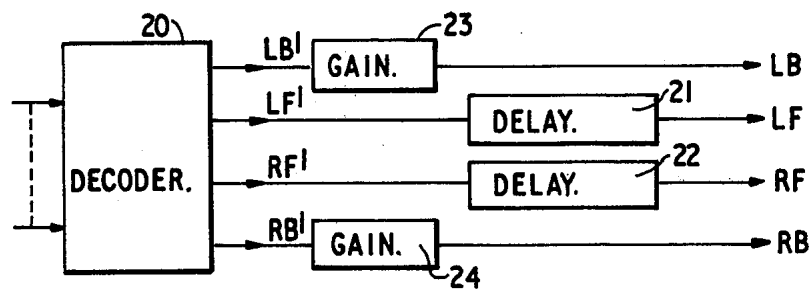 20
LB' GAIN. 23 LB
LF' DELAY. 21 LF
DECODER.
RF' DELAY. 22 RF
RB' GAIN. 24 RB